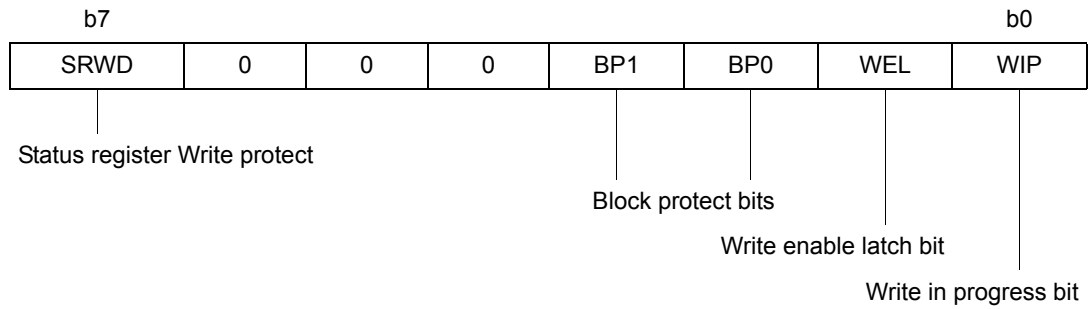 b7 b0
SRWD 0 0 0 BP1 BP0 WEL WIP
Status register Write protect
Block protect bits
Write enable latch bit
Write in progress bit